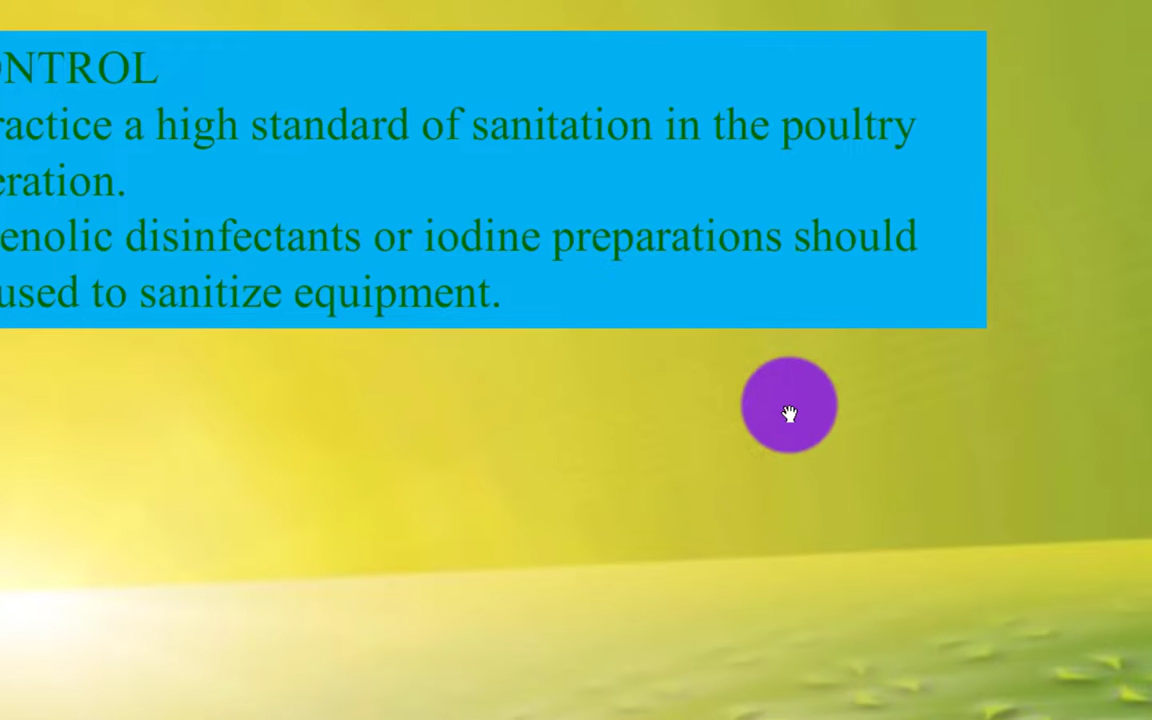 ONTROL
ractice a high standard of sanitation in the poultry
eration.
enolic disinfectants or iodine preparations should
used to sanitize equipment.